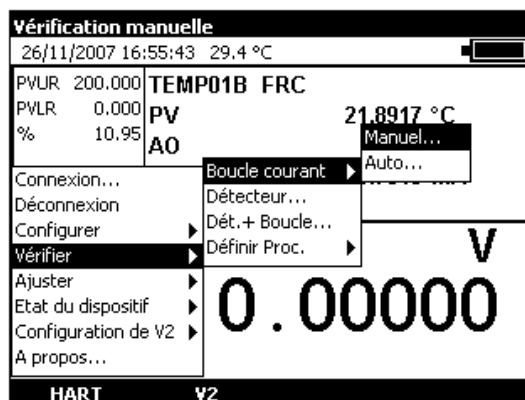 Vérification manuelle
26/11/2007 16:55:43 29.4 °C
PVUR 200.000
PVLR 0.000
% 10.95
TEMP01B FRC
PV 21.8917 °C
AO
Connexion...
Déconnexion
Configurer
Vérifier
Ajuster
Etat du dispositif
Configuration de V2
A propos...
Boucle courant
Détecteur...
Dét.+ Boucle...
Définir Proc.
Manuel...
Auto...
V
0.00000
HART V2